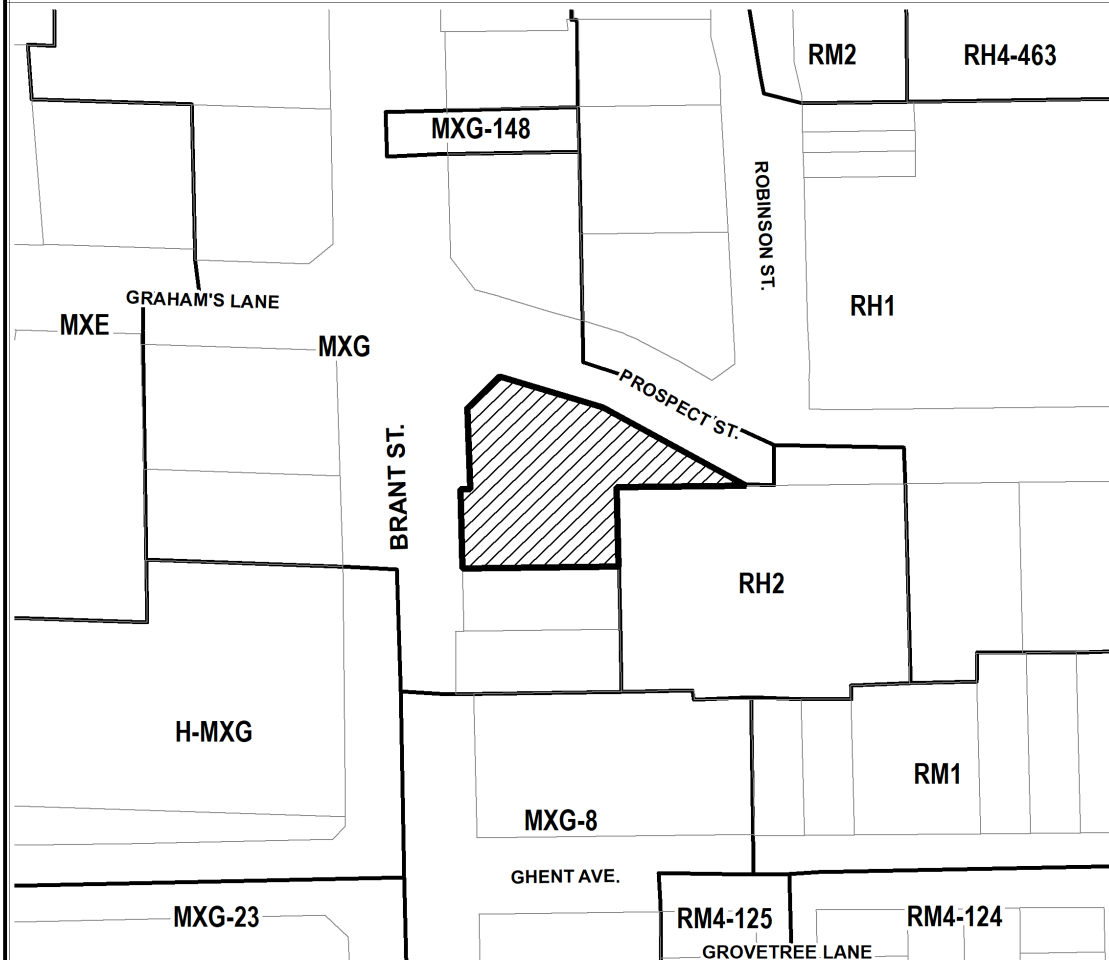 RM2
RH4-463
MXG-148
ROBINSON ST.
GRAHAM'S LANE
RH1
MXE
MXG
PROSPECT ST.
BRANT ST.
RH2
H-MXG
RM1
MXG-8
GHENT AVE.
MXG-23
RM4-125
RM4-124
GROVETREE LANE